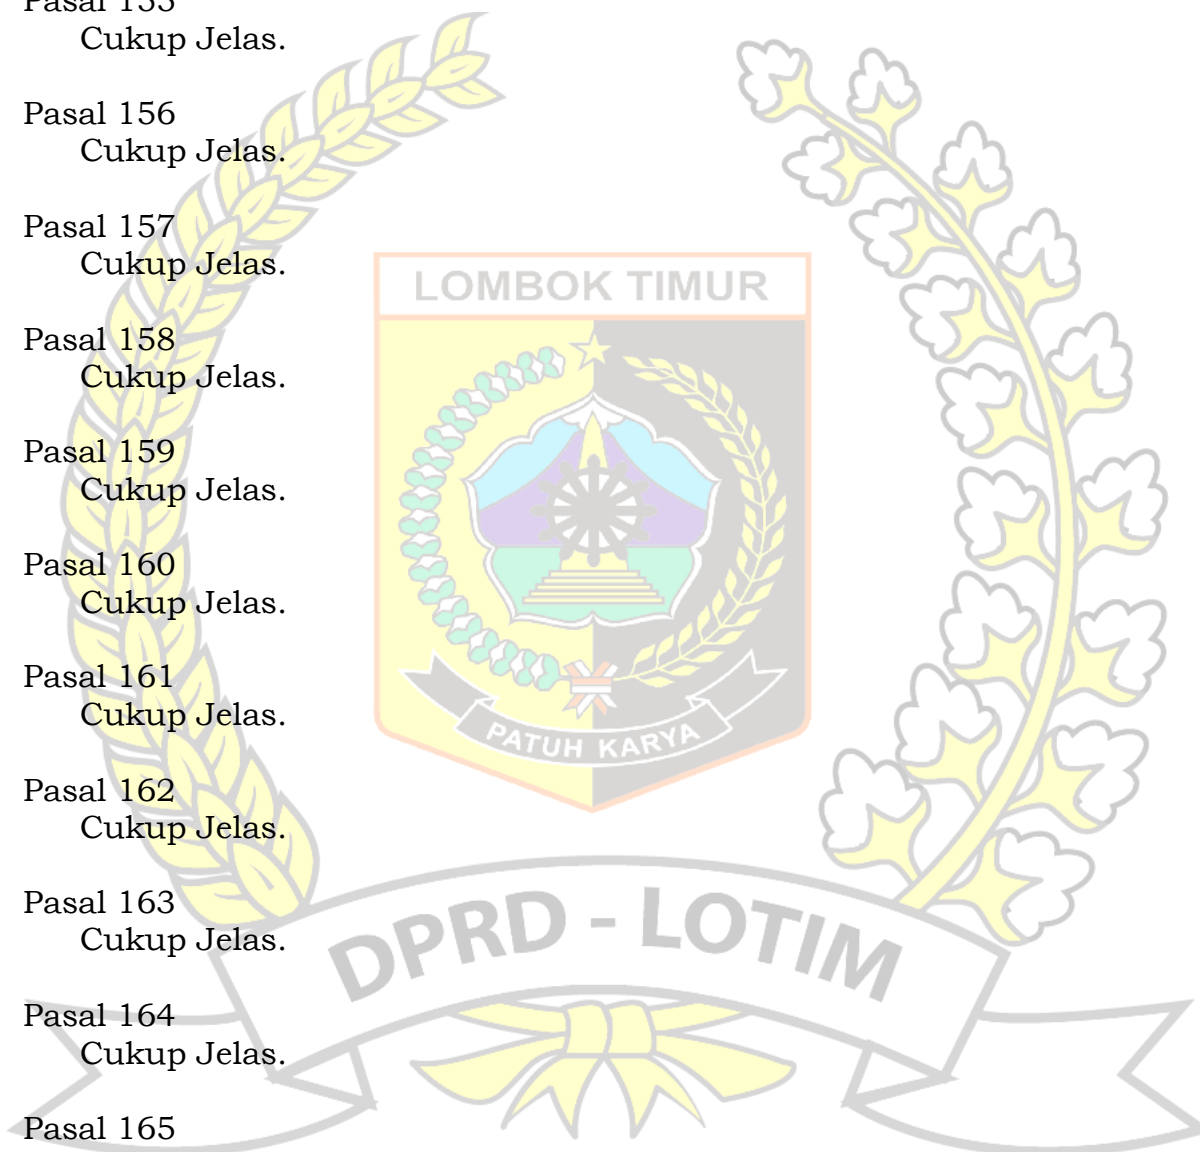 Pasal 155
Cukup Jelas.
Pasal 156
Cukup Jelas.
Pasal 157
Cukup Jelas.
LOMBOK TIMUR
Pasal 158
Cukup Jelas.
Pasal 159
Cukup Jelas.
Pasal 160
Cukup Jelas.
Pasal 161
Cukup Jelas.
PATUH KARYA
Pasal 162
Cukup Jelas.
Pasal 163
Cukup Jelas.
DPRD - LOTIM
Pasal 164
Cukup Jelas.
Pasal 165